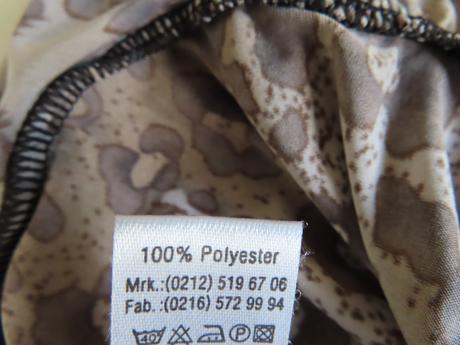 100% Polyester
Mrk.:(0212) 519 67 06
Fab. :(0216) 572 99 94
40 P